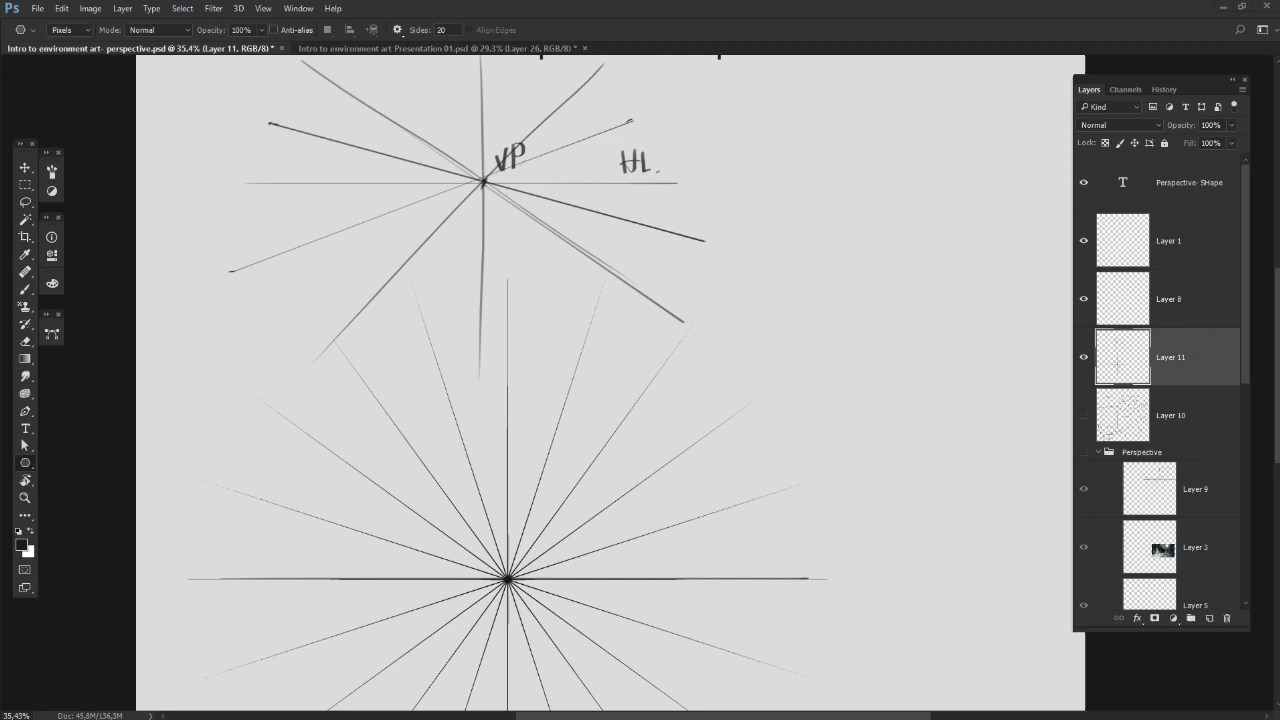 Ps File Edit Image Layer Type Select Filter 3D View Window Help
Pixels Mode: Normal Opacity: 100% Anti-alias Sides: 20 Align Edges
Intro to environment art- perspective.psd @ 35,4% (Layer 11, RGB/8) * × Intro to environment art Presentation 01.psd @ 29,3% (Layer 26, RGB/8) * ×
VP
HL.
Layers Channels History
Kind
Normal Opacity: 100%
Lock: Fill: 100%
T Perspective- SHape
Layer 1
Layer 8
Layer 11
Layer 10
Perspective
Layer 9
Layer 3
Layer 5
fx
35,43% Doc: 45,8M/136,3M